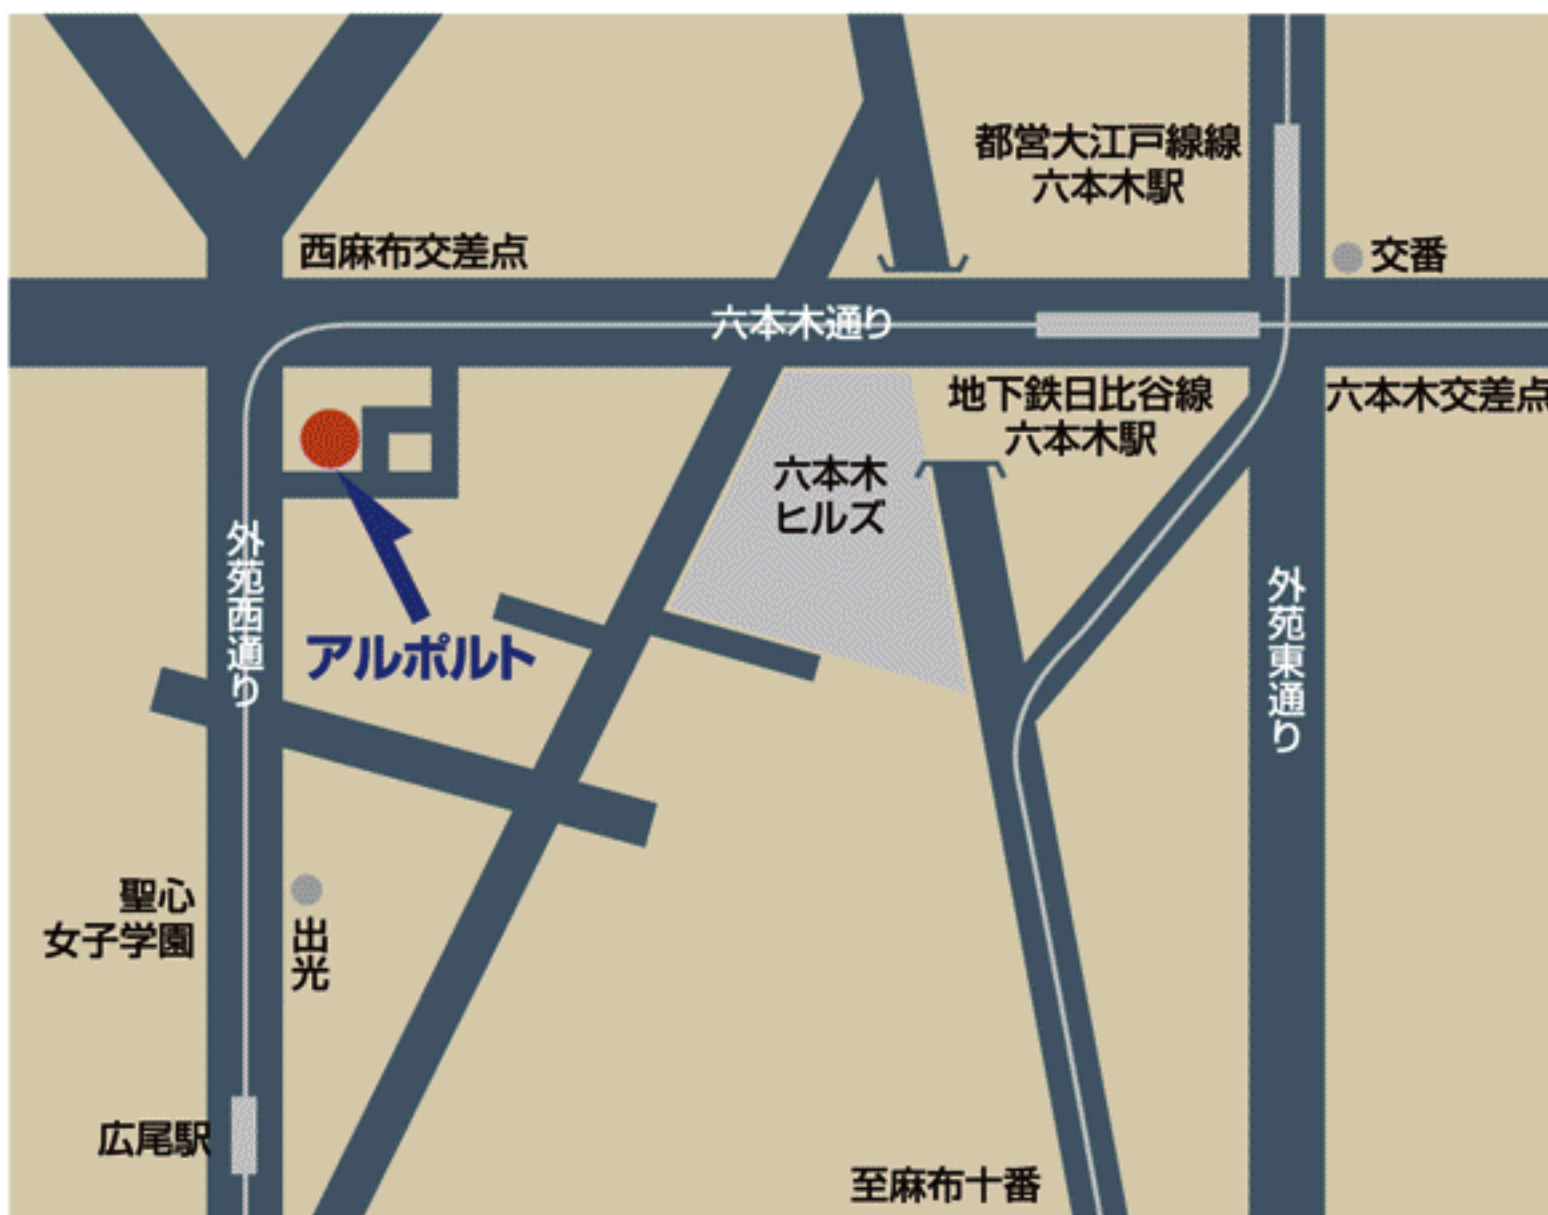 都営大江戸線線
六本木駅
西麻布交差点
交番
六本木通り
地下鉄日比谷線
六本木駅
六本木交差点
六本木
ヒルズ
外苑西通り
アルポルト
外苑東通り
聖心
女子学園
出光
広尾駅
至麻布十番